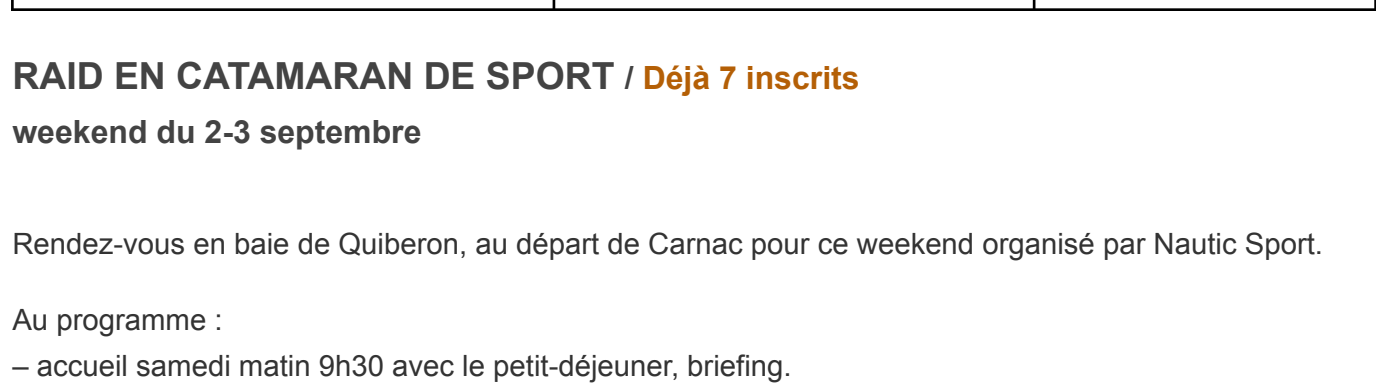 RAID EN CATAMARAN DE SPORT / Déjà 7 inscrits
weekend du 2-3 septembre
Rendez-vous en baie de Quiberon, au départ de Carnac pour ce weekend organisé par Nautic Sport.
Au programme :
– accueil samedi matin 9h30 avec le petit-déjeuner, briefing.